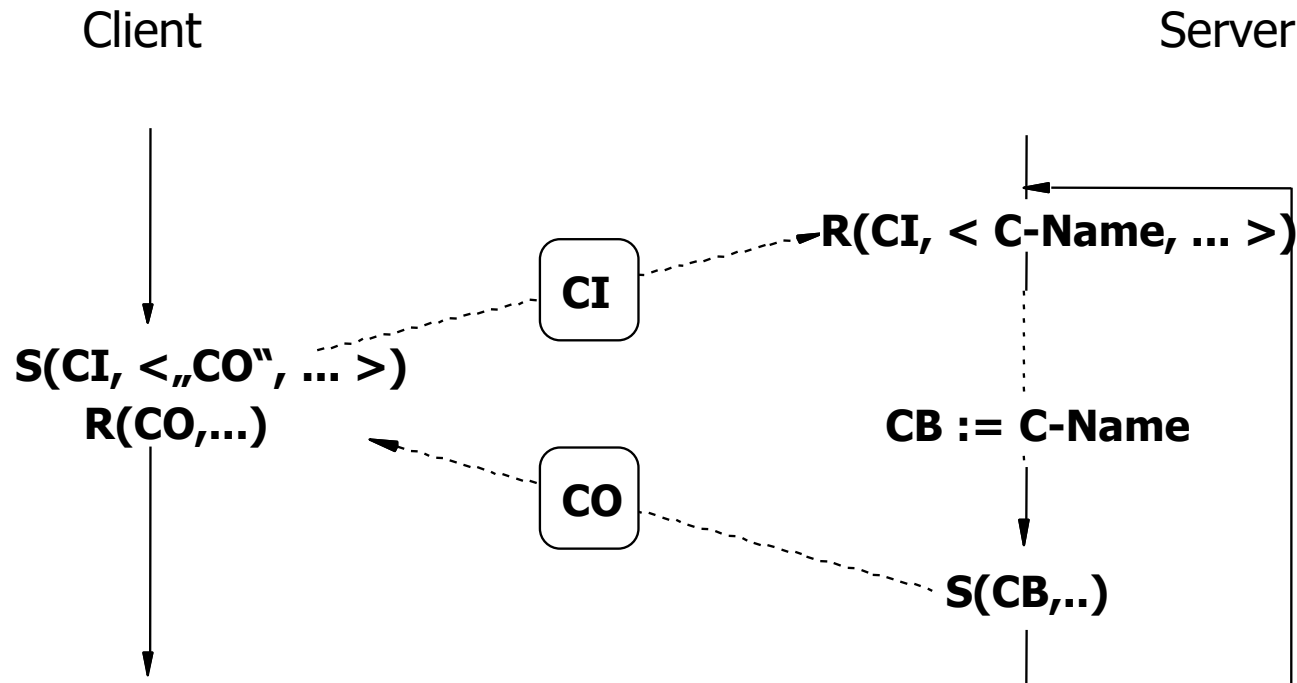 Client
Server
R(CI, < C-Name, ... >)
CI
S(CI, <„CO“, ... >)
R(CO,...)
CB := C-Name
CO
S(CB,..)